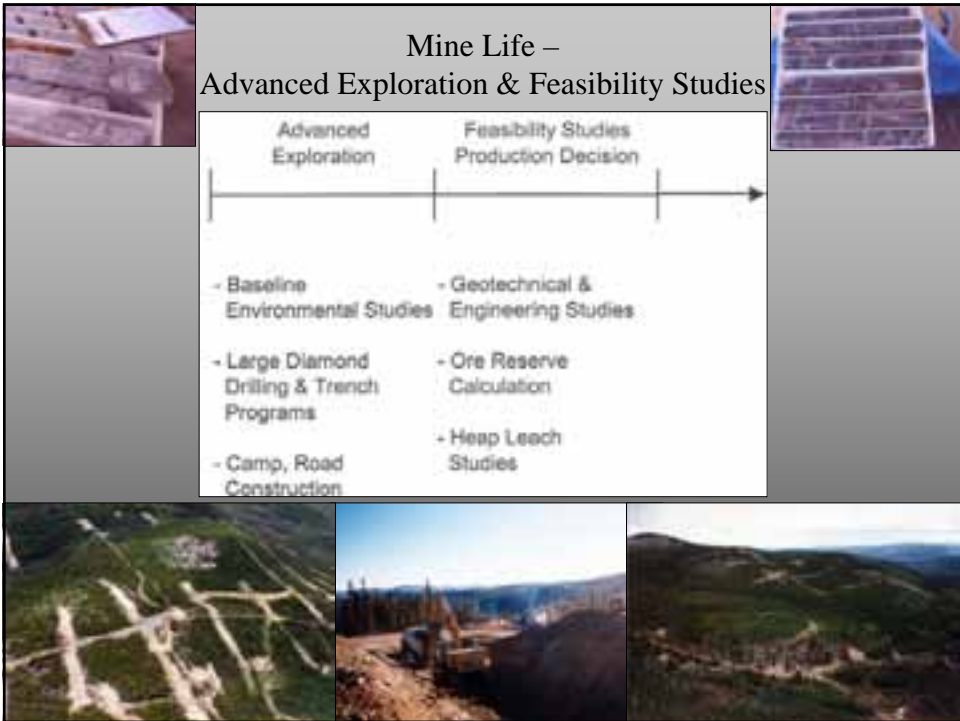 Mine Life –
Advanced Exploration & Feasibility Studies
Advanced
Exploration
Feasibility Studies
Production Decision
- Baseline
Environmental Studies
- Large Diamond
Drilling & Trench
Programs
- Camp, Road
Construction
- Geotechnical &
Engineering Studies
- Ore Reserve
Calculation
- Heap Leach
Studies